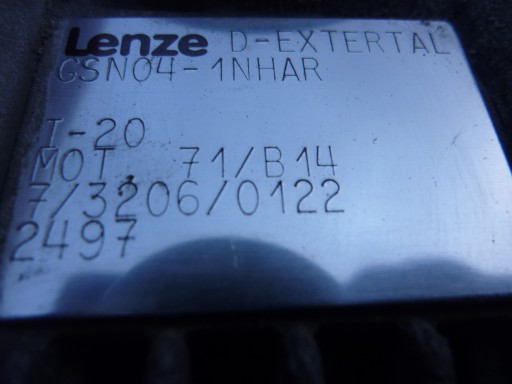 Lenze D-EXTERTAL
GSN04-1NHAR
I-20
MOT. 71/B14
7/3206/0122
2497